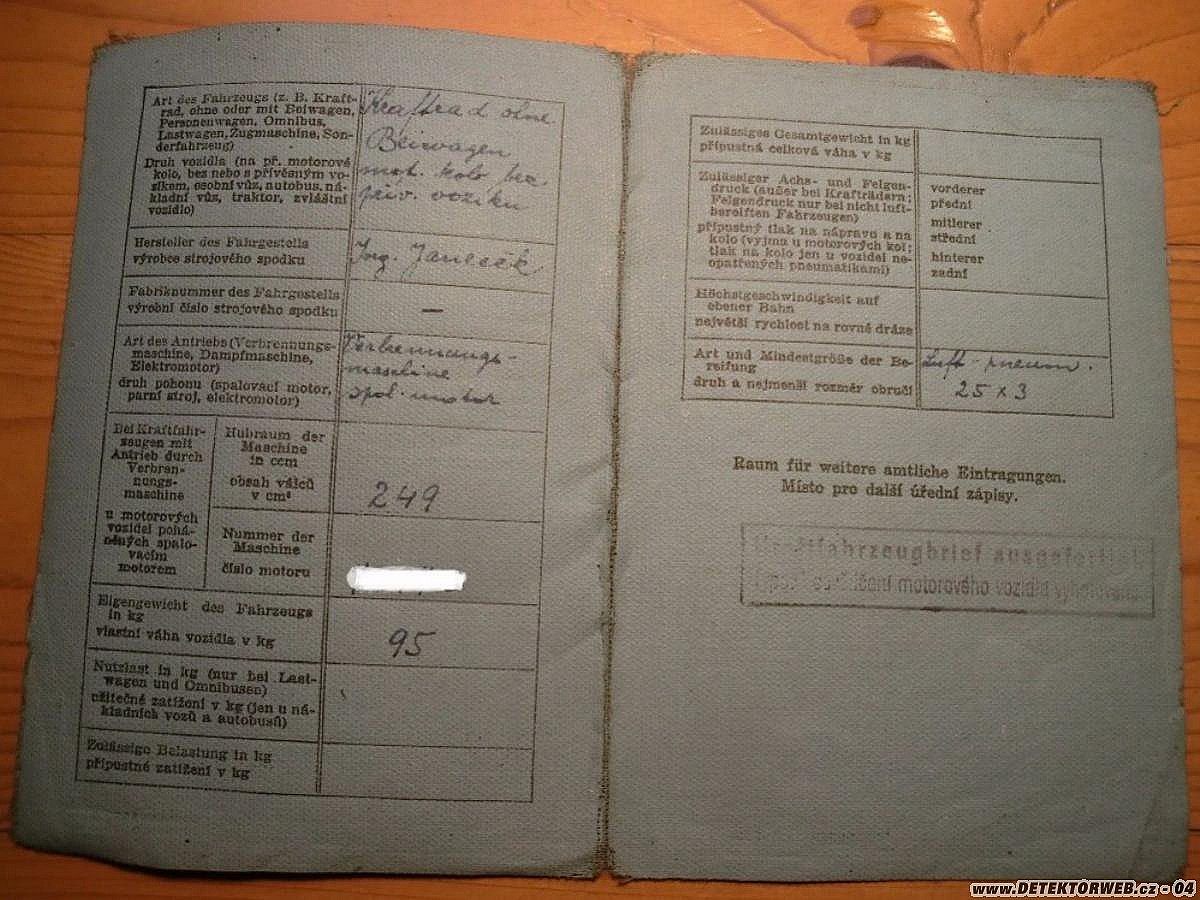 Art des Fahrzeugs (z. B. Kraft-
rad, ohne oder mit Beiwagen,
Personenwagen, Omnibus,
Lastwagen, Zugmaschine, Son-
derfahrzeug)
Druh vozidla (na př. motorové
kolo, bez nebo s přívěsným vo-
zíkem, osobní vůz, autobus, ná-
kladní vůz, traktor, zvláštní
vozidlo)
Kraftrad ohne
Beiwagen
mot. kolo bez
přív. vozíku
Hersteller des Fahrgestells
výrobce strojového spodku
Ing. Janeček
Fabriknummer des Fahrgestells
výrobní číslo strojového spodku
—
Art des Antriebs (Verbrennungs-
maschine, Dampfmaschine,
Elektromotor)
druh pohonu (spalovací motor,
parní stroj, elektromotor)
Verbrennungs-
maschine
spal. motor
Bei Kraftfahr-
zeugen mit
Antrieb durch
Verbren-
nungs-
maschine
u motorových
vozidel pohá-
něných spalo-
vacím
motorem
Hubraum der
Maschine
in ccm
obsah válců
v cm³
249
Nummer der
Maschine
číslo motoru
Eigengewicht des Fahrzeugs
in kg
vlastní váha vozidla v kg
95
Nutzlast in kg (nur bei Last-
wagen und Omnibusen)
užitečné zatížení v kg (jen u ná-
kladních vozů a autobusů)
Zulässige Belastung in kg
přípustné zatížení v kg
Zulässiges Gesamtgewicht in kg
přípustná celková váha v kg
Zulässiger Achs- und Felgen-
druck (außer bei Krafträdern;
Felgendruck nur bei nicht luft-
bereiften Fahrzeugen)
přípustný tlak na nápravu a na
kolo (vyjma u motorových kol;
tlak na kolo jen u vozidel ne-
opatřených pneumatikami)
vorderer
přední
mitlerer
střední
hinterer
zadní
Höchstgeschwindigkeit auf
ebener Bahn
největší rychlost na rovné dráze
Art und Mindestgröße der Be-
reifung
druh a nejmenší rozměr obručí
Luft - pneum.
25 x 3
Raum für weitere amtliche Eintragungen.
Místo pro další úřední zápisy.
Kraftfahrzeugbrief ausgefertigt
motorového vozidla vyhotoveno
www.DETEKTORWEB.cz - 04